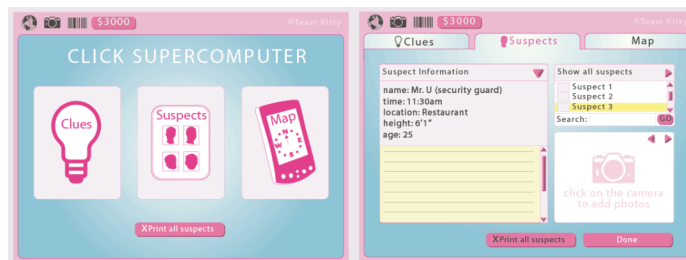 $3000
©Team Kitty
CLICK SUPERCOMPUTER
Clues
Suspects
Map
N
W E
S
XPrint all suspects
$3000
©Team Kitty
Clues
Suspects
Map
Suspect Information
name: Mr. U (security guard)
time: 11:30am
location: Restaurant
height: 6'1"
age: 25
Show all suspects
Suspect 1
Suspect 2
Suspect 3
Search:
GO
click on the camera
to add photos
XPrint all suspects
Done